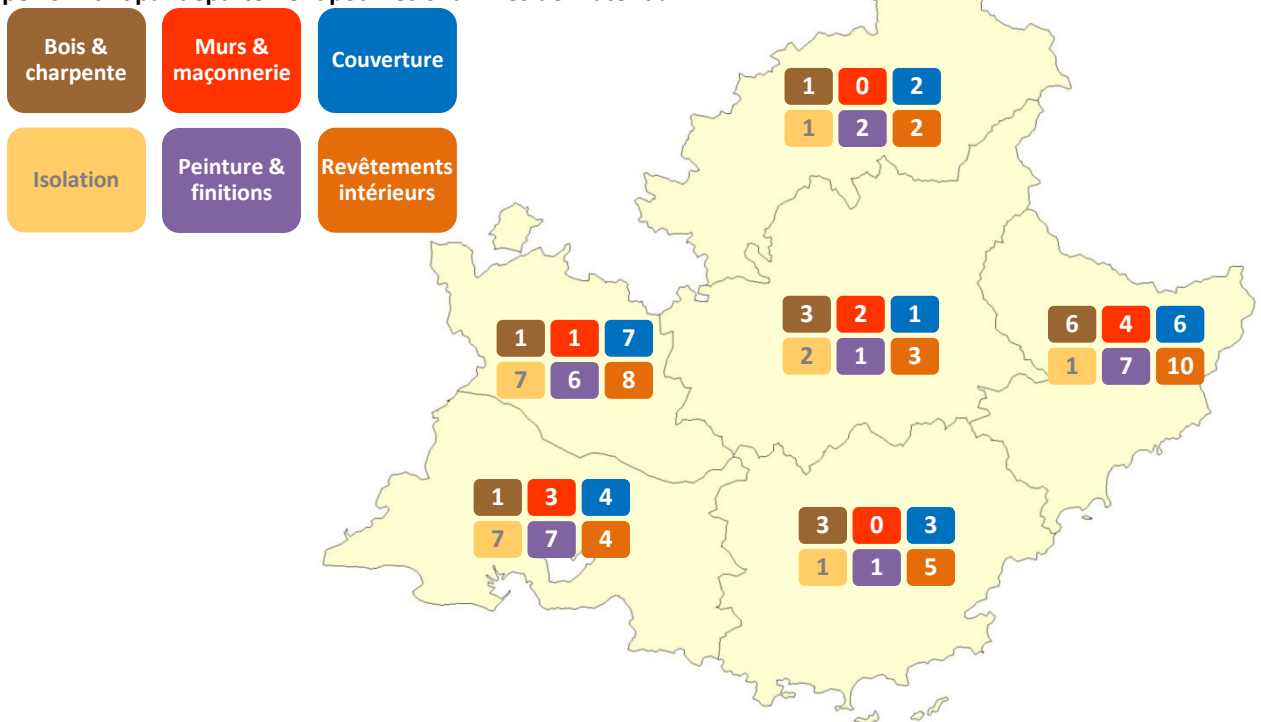 Bois &
charpente
Murs &
maçonnerie
Couverture
Isolation
Peinture &
finitions
Revêtements
intérieurs
1 0 2
1 2 2
3 2 1
2 1 3
6 4 6
1 7 10
1 1 7
7 6 8
1 3 4
7 7 4
3 0 3
1 1 5